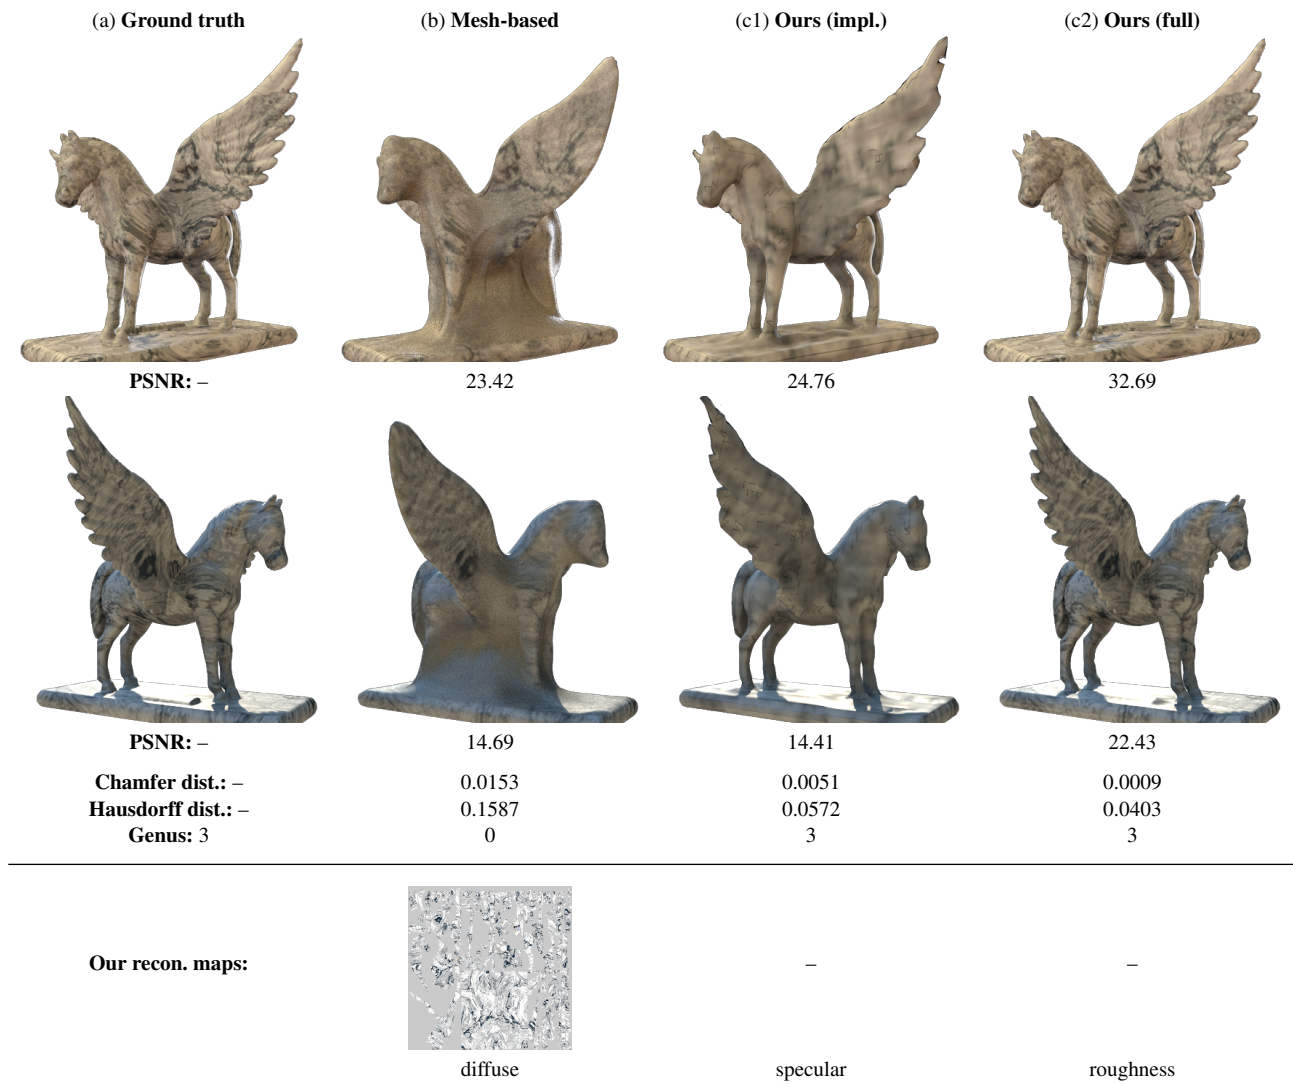 (a) Ground truth (b) Mesh-based (c1) Ours (impl.) (c2) Ours (full)
PSNR: – 23.42 24.76 32.69
PSNR: – 14.69 14.41 22.43
Chamfer dist.: – 0.0153 0.0051 0.0009
Hausdorff dist.: – 0.1587 0.0572 0.0403
Genus: 3 0 3 3
Our recon. maps: – –
diffuse specular roughness